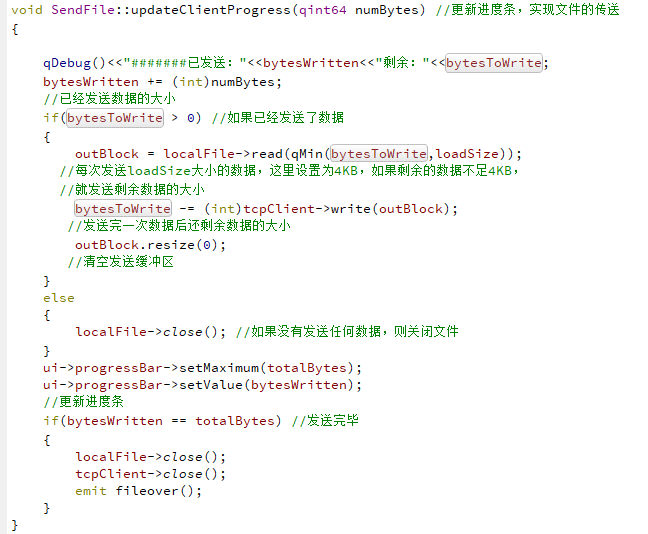 void SendFile::updateClientProgress(qint64 numBytes) //更新进度条，实现文件的传送
{
qDebug()<<"#######已发送："<<bytesWritten<<"剩余："<<bytesToWrite;
bytesWritten += (int)numBytes;
//已经发送数据的大小
if(bytesToWrite > 0) //如果已经发送了数据
{
outBlock = localFile->read(qMin(bytesToWrite,loadSize));
//每次发送loadSize大小的数据，这里设置为4KB，如果剩余的数据不足4KB，
//就发送剩余数据的大小
bytesToWrite -= (int)tcpClient->write(outBlock);
//发送完一次数据后还剩余数据的大小
outBlock.resize(0);
//清空发送缓冲区
}
else
{
localFile->close(); //如果没有发送任何数据，则关闭文件
}
ui->progressBar->setMaximum(totalBytes);
ui->progressBar->setValue(bytesWritten);
//更新进度条
if(bytesWritten == totalBytes) //发送完毕
{
localFile->close();
tcpClient->close();
emit fileover();
}
}